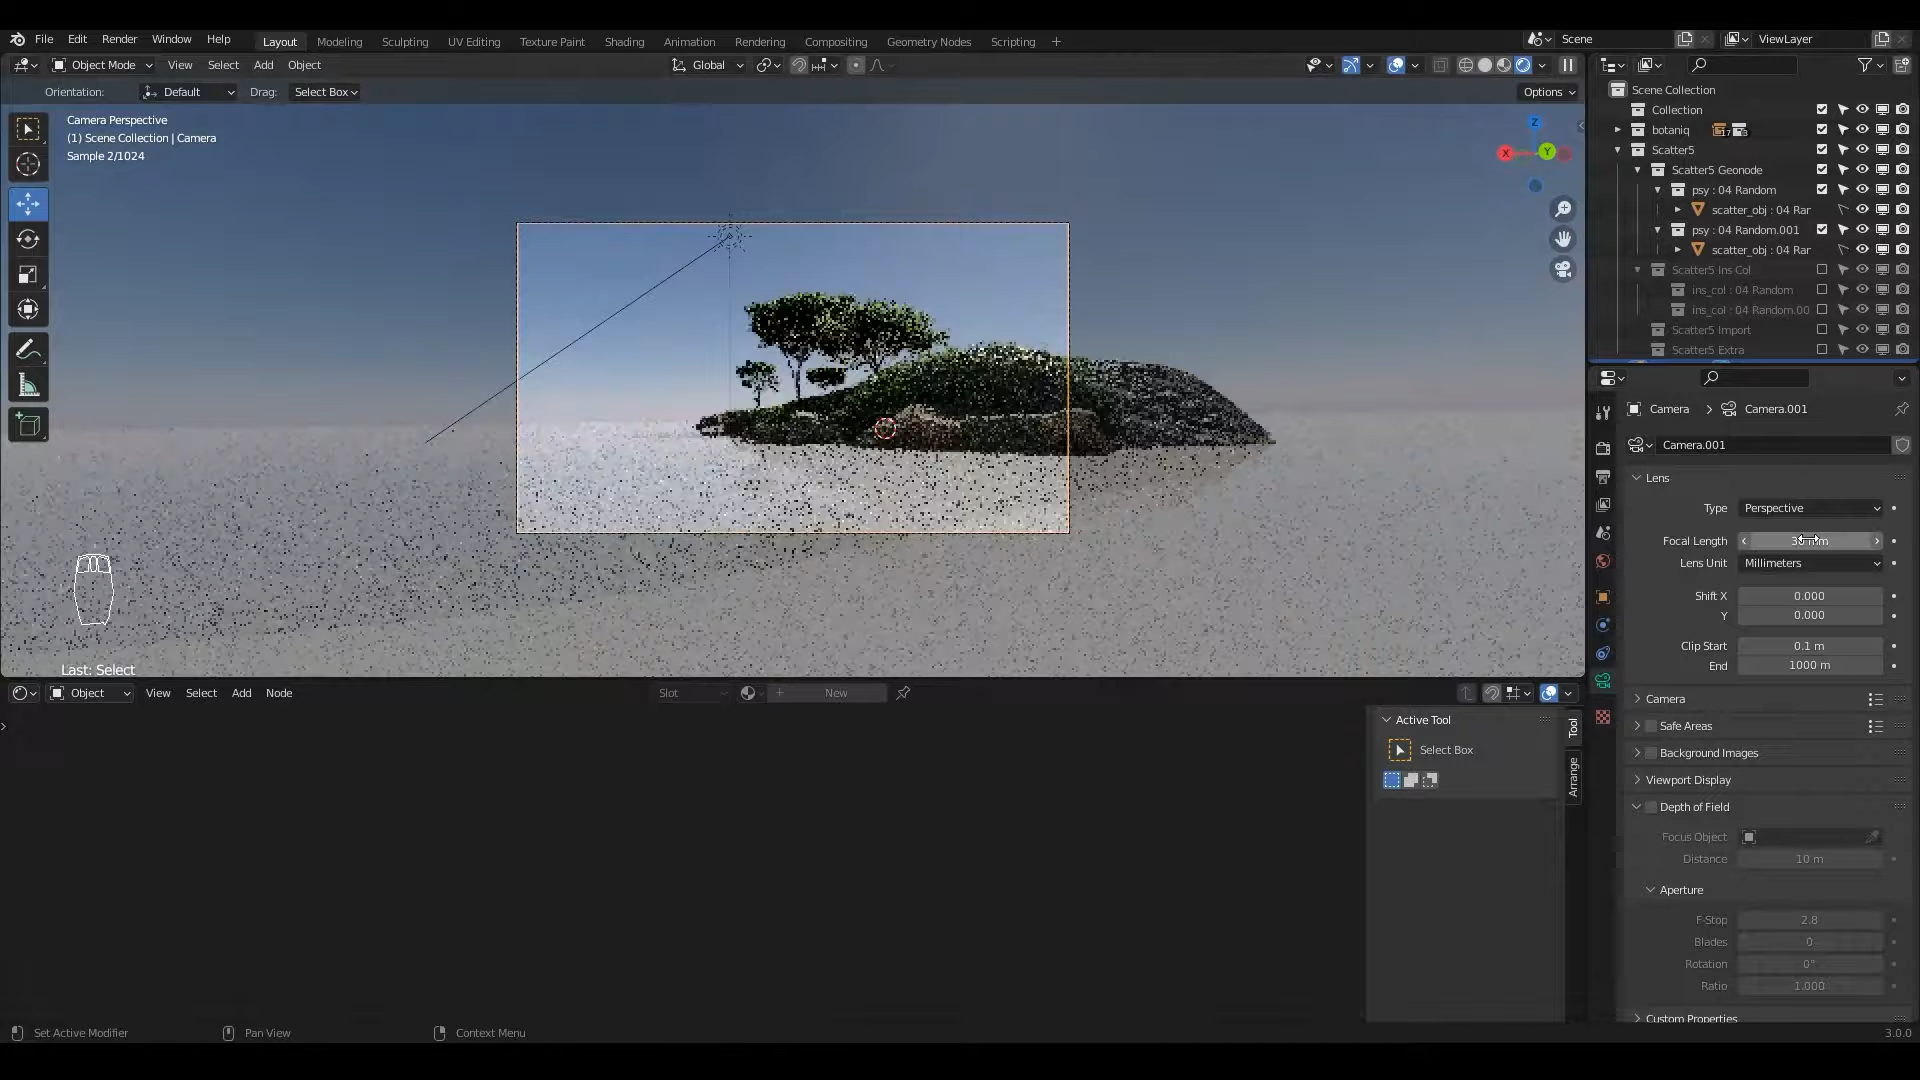 File Edit Render Window Help Layout Modeling Sculpting UV Editing Texture Paint Shading Animation Rendering Compositing Geometry Nodes Scripting + Scene ViewLayer
Object Mode View Select Add Object Global
Orientation: Default Drag: Select Box Options
Camera Perspective
(1) Scene Collection | Camera
Sample 2/1024
Z
X
Y
Last: Select
Scene Collection
Collection
botaniq
Scatter5
Scatter5 Geonode
psy : 04 Random
scatter_obj : 04 Rar
psy : 04 Random.001
scatter_obj : 04 Rar
Scatter5 Ins Col
ins_col : 04 Random
ins_col : 04 Random.00
Scatter5 Import
Scatter5 Extra
Camera > Camera.001
Camera.001
Lens
Type Perspective
Focal Length
Lens Unit Millimeters
Shift X 0.000
Y 0.000
Clip Start 0.1 m
End 1000 m
Camera
Safe Areas
Background Images
Viewport Display
Depth of Field
Focus Object
Distance 10 m
Aperture
F-Stop 2.8
Blades 0
Rotation 0°
Ratio 1.000
Custom Properties
Object View Select Add Node Slot + New
Active Tool
Select Box
Tool
Arrange
Set Active Modifier Pan View Context Menu 3.0.0